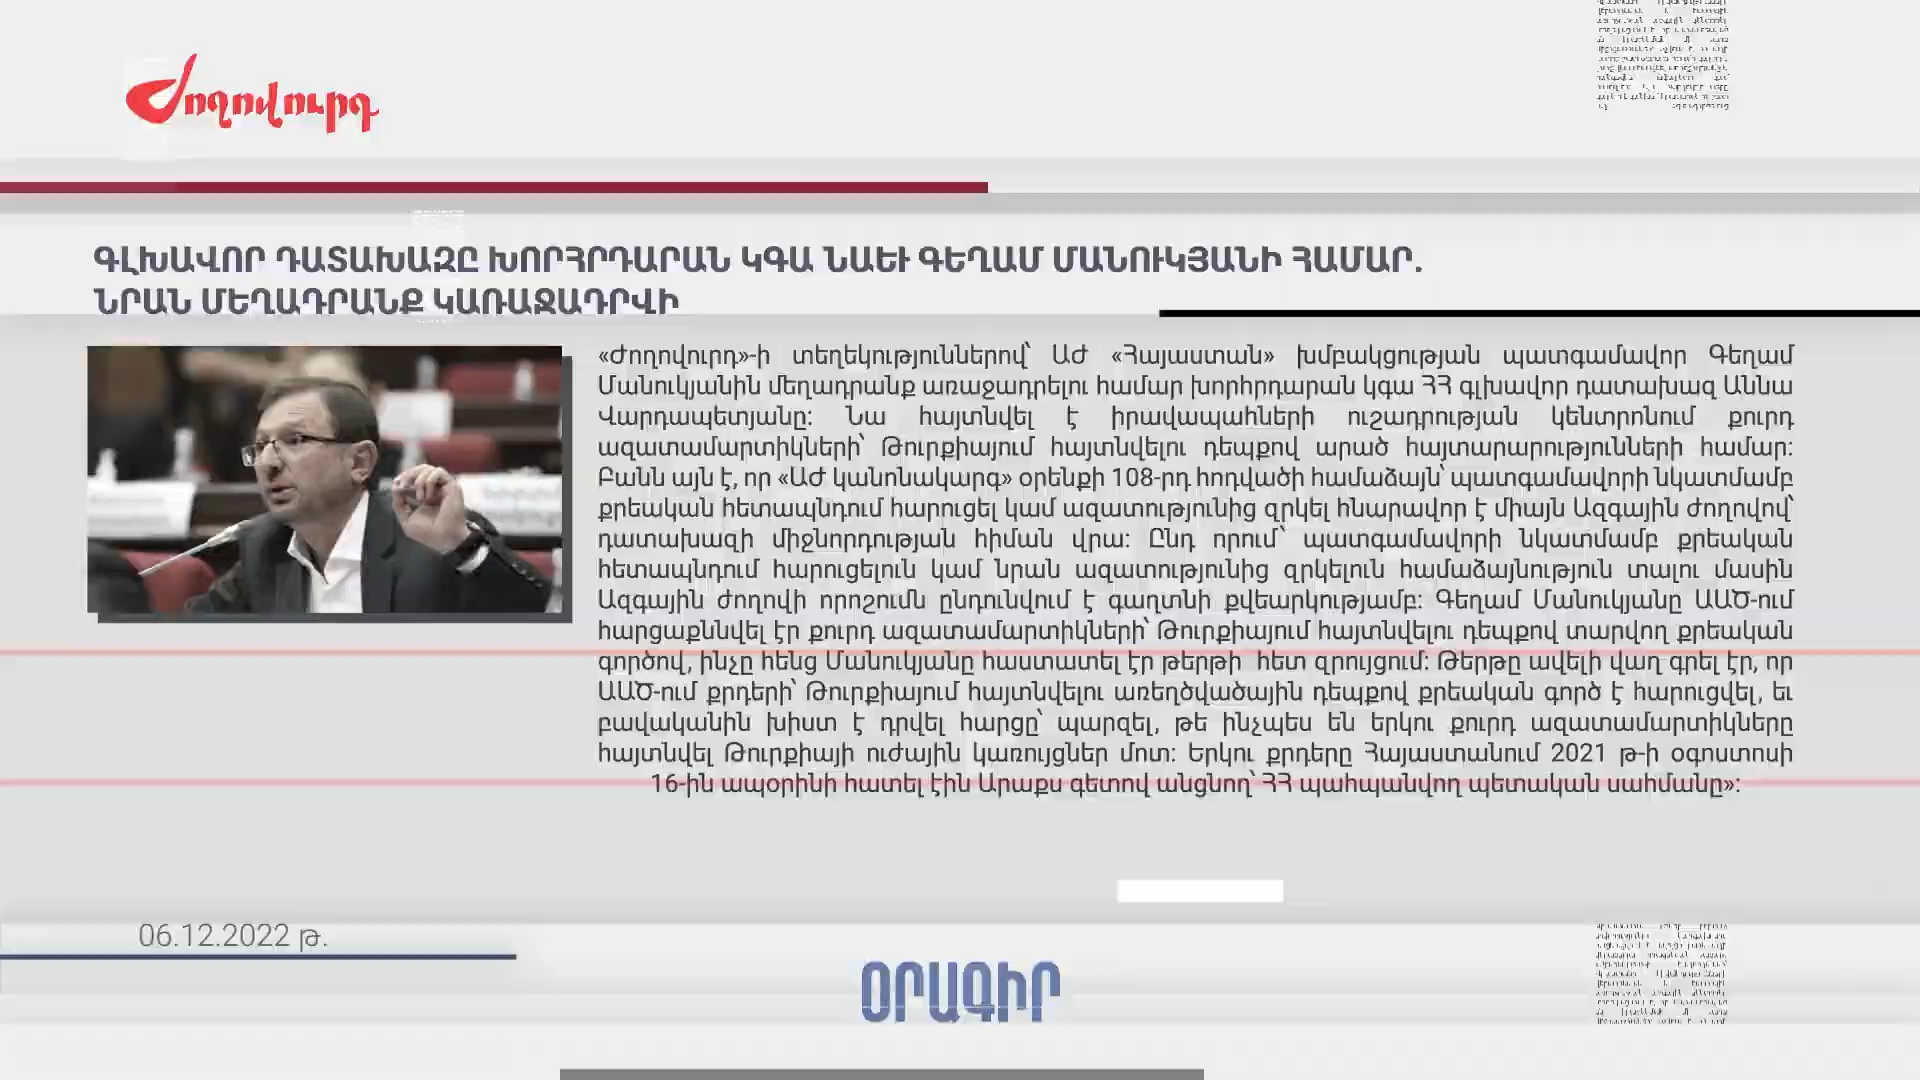 Ժողովուրդ
ԳԼԽԱՎՈՐ ԴԱՏԱԽԱԶԸ ԽՈՐՀՐԴԱՐԱՆ ԿԳԱ ՆԱԵՒ ԳԵՂԱՄ ՄԱՆՈՒԿՅԱՆԻ ՀԱՄԱՐ.
ՆՐԱՆ ՄԵՂԱԴՐԱՆՔ ԿԱՌԱՋԱԴՐՎԻ
«Ժողովուրդ»-ի տեղեկություններով՝ ԱԺ «Հայաստան» խմբակցության պատգամավոր Գեղամ
Մանուկյանին մեղադրանք առաջադրելու համար խորհրդարան կգա ՀՀ գլխավոր դատախազ Աննա
Վարդապետյանը: Նա հայտնվել է իրավապահների ուշադրության կենտրոնում քուրդ
ազատամարտիկների՝ Թուրքիայում հայտնվելու դեպքով արած հայտարարությունների համար:
Բանն այն է, որ «ԱԺ կանոնակարգ» օրենքի 108-րդ հոդվածի համաձայն՝ պատգամավորի նկատմամբ
քրեական հետապնդում հարուցել կամ ազատությունից զրկել հնարավոր է միայն Ազգային ժողովով՝
դատախազի միջնորդության հիման վրա: Ընդ որում՝ պատգամավորի նկատմամբ քրեական
հետապնդում հարուցելուն կամ նրան ազատությունից զրկելուն համաձայնություն տալու մասին
Ազգային ժողովի որոշումն ընդունվում է գաղտնի քվեարկությամբ: Գեղամ Մանուկյանը ԱԱԾ-ում
հարցաքննվել էր քուրդ ազատամարտիկների՝ Թուրքիայում հայտնվելու դեպքով տարվող քրեական
գործով, ինչը հենց Մանուկյանը հաստատել էր թերթի հետ զրույցում: Թերթը ավելի վաղ գրել էր, որ
ԱԱԾ-ում քրդերի՝ Թուրքիայում հայտնվելու առեղծվածային դեպքով քրեական գործ է հարուցվել, եւ
բավականին խիստ է դրվել հարցը՝ պարզել, թե ինչպես են երկու քուրդ ազատամարտիկները
հայտնվել Թուրքիայի ուժային կառույցներ մոտ: Երկու քրդերը Հայաստանում 2021 թ-ի օգոստոսի
16-ին ապօրինի հատել էին Արաքս գետով անցնող՝ ՀՀ պահպանվող պետական սահմանը»:
06.12.2022 թ.
ՕՐԱԳԻՐ